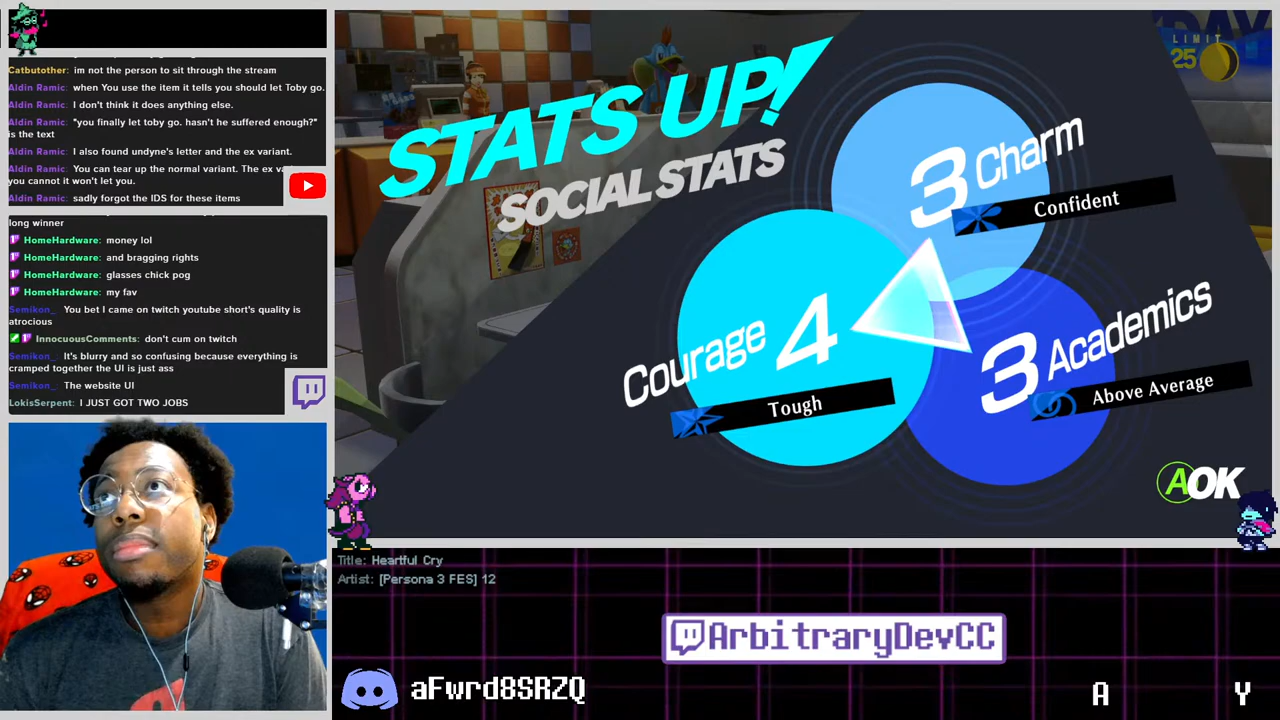 Catbutother: im not the person to sit through the stream
Aldin Ramic: when You use the item it tells you should let Toby go.
Aldin Ramic: I don't think it does anything else.
Aldin Ramic: "you finally let toby go. hasn't he suffered enough?"
is the text
Aldin Ramic: I also found undyne's letter and the ex variant.
Aldin Ramic: You can tear up the normal variant. The ex
you cannot it won't let you.
Aldin Ramic: sadly forgot the IDS for these items
long winner
HomeHardware: money lol
HomeHardware: and bragging rights
HomeHardware: glasses chick pog
HomeHardware: my fav
Semikon_: You bet I came on twitch youtube short's quality is
atrocious
InnocuousComments: don't cum on twitch
Semikon_: It's blurry and so confusing because everything is
cramped together the UI is just ass
Semikon_: The website UI
LokisSerpent: I JUST GOT TWO JOBS
STATS UP!
SOCIAL STATS
LIMIT
25
3 Charm
Confident
Courage 4
Tough
3 Academics
Above Average
A OK
Title: Heartful Cry
Artist: [Persona 3 FES] 12
ArbitraryDevCC
aFwrd8SRZQ
A Y